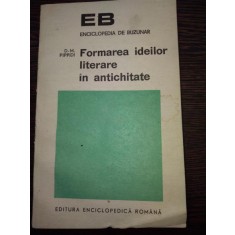 EB
ENCICLOPEDIA DE BUZUNAR
D. M. PIPPIDI
Formarea ideilor
literare
în antichitate
EDITURA ENCICLOPEDICĂ ROMÂNĂ